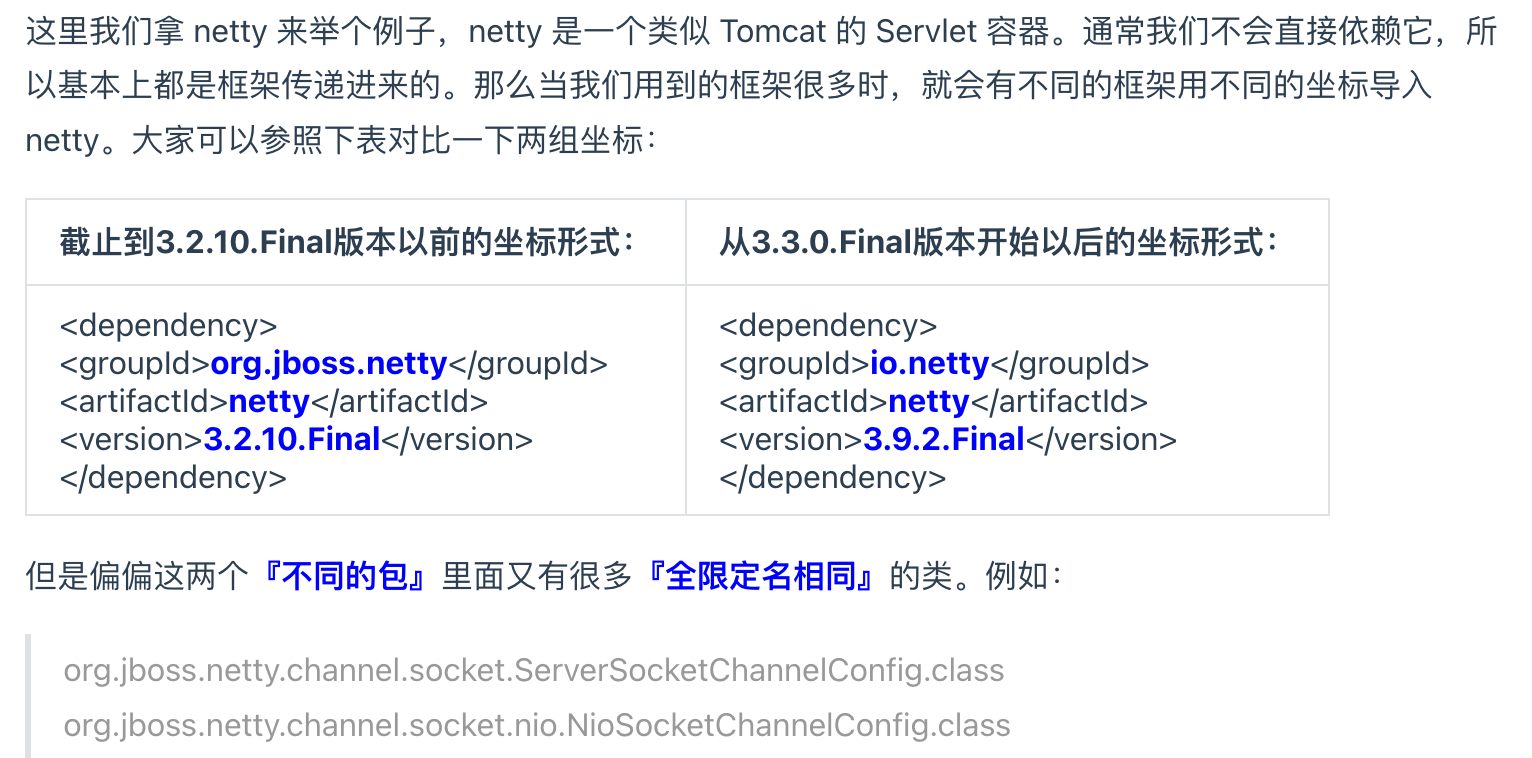 这里我们拿 netty 来举个例子，netty 是一个类似 Tomcat 的 Servlet 容器。通常我们不会直接依赖它，所
以基本上都是框架传递进来的。那么当我们用到的框架很多时，就会有不同的框架用不同的坐标导入
netty。大家可以参照下表对比一下两组坐标：
截止到3.2.10.Final版本以前的坐标形式：
从3.3.0.Final版本开始以后的坐标形式：
<dependency>
<groupId>org.jboss.netty</groupId>
<artifactId>netty</artifactId>
<version>3.2.10.Final</version>
</dependency>
<dependency>
<groupId>io.netty</groupId>
<artifactId>netty</artifactId>
<version>3.9.2.Final</version>
</dependency>
但是偏偏这两个『不同的包』里面又有很多『全限定名相同』的类。例如：
org.jboss.netty.channel.socket.ServerSocketChannelConfig.class
org.jboss.netty.channel.socket.nio.NioSocketChannelConfig.class